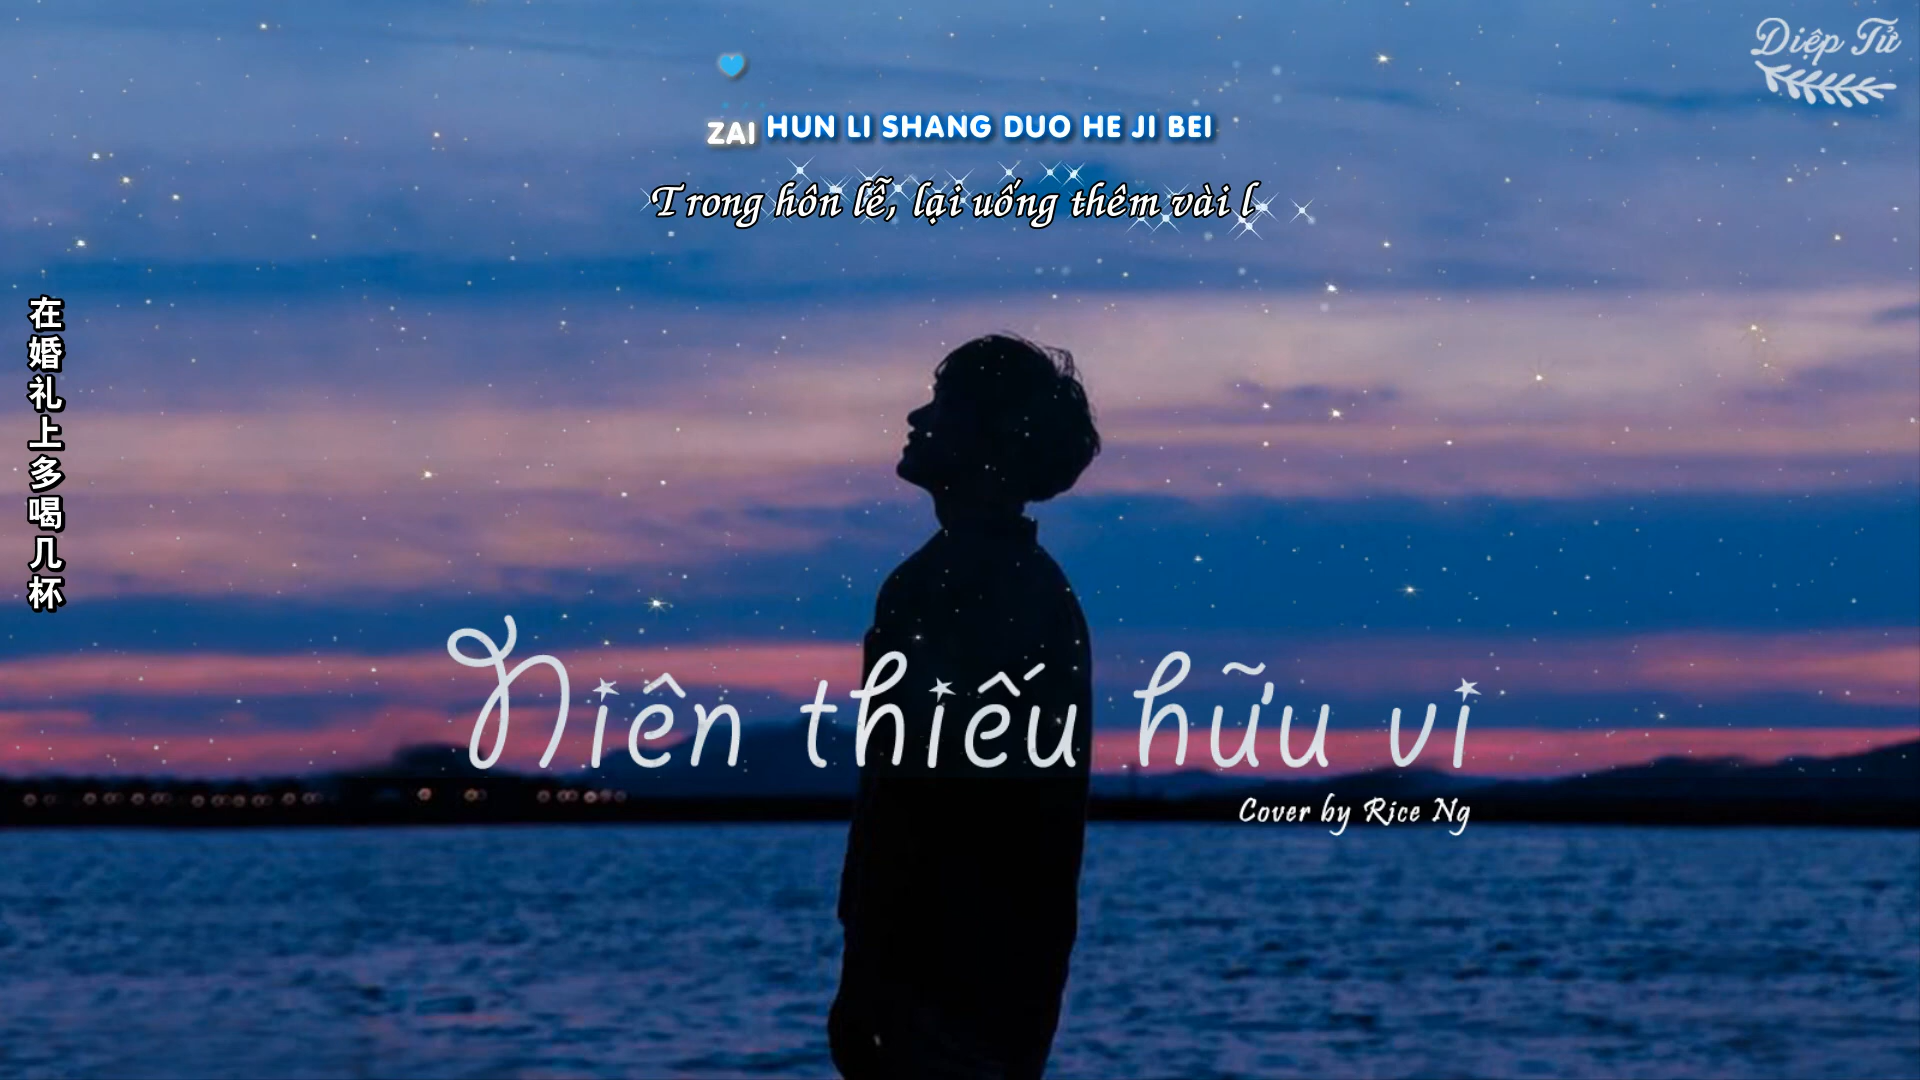 Diệp Tử
ZAI HUN LI SHANG DUO HE JI BEI
Trong hôn lễ, lại uống thêm vài l
在婚礼上多喝几杯
Niên thiếu hữu vi
Cover by Rice Ng